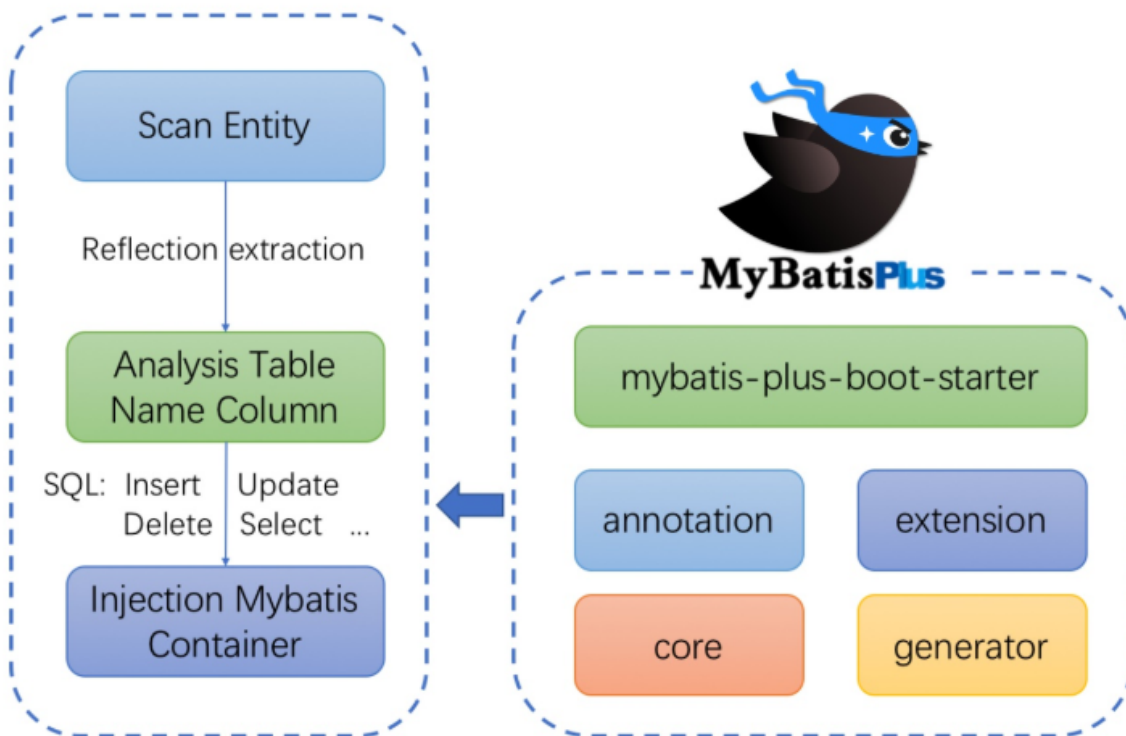 Scan Entity
Reflection extraction
Analysis Table
Name Column
SQL: Insert Update
Delete Select ...
Injection Mybatis
Container
MyBatisPlus
mybatis-plus-boot-starter
annotation
extension
core
generator